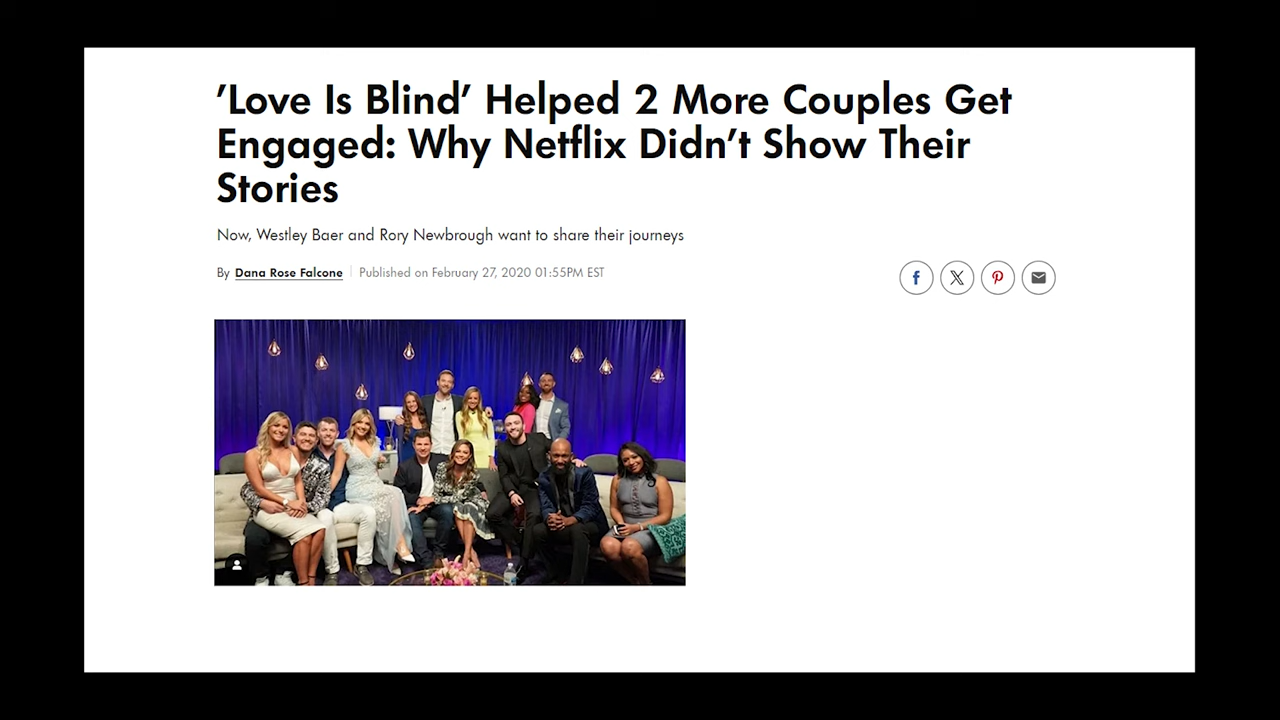 ’Love Is Blind’ Helped 2 More Couples Get
Engaged: Why Netflix Didn’t Show Their
Stories
Now, Westley Baer and Rory Newbrough want to share their journeys
By Dana Rose Falcone | Published on February 27, 2020 01:55PM EST